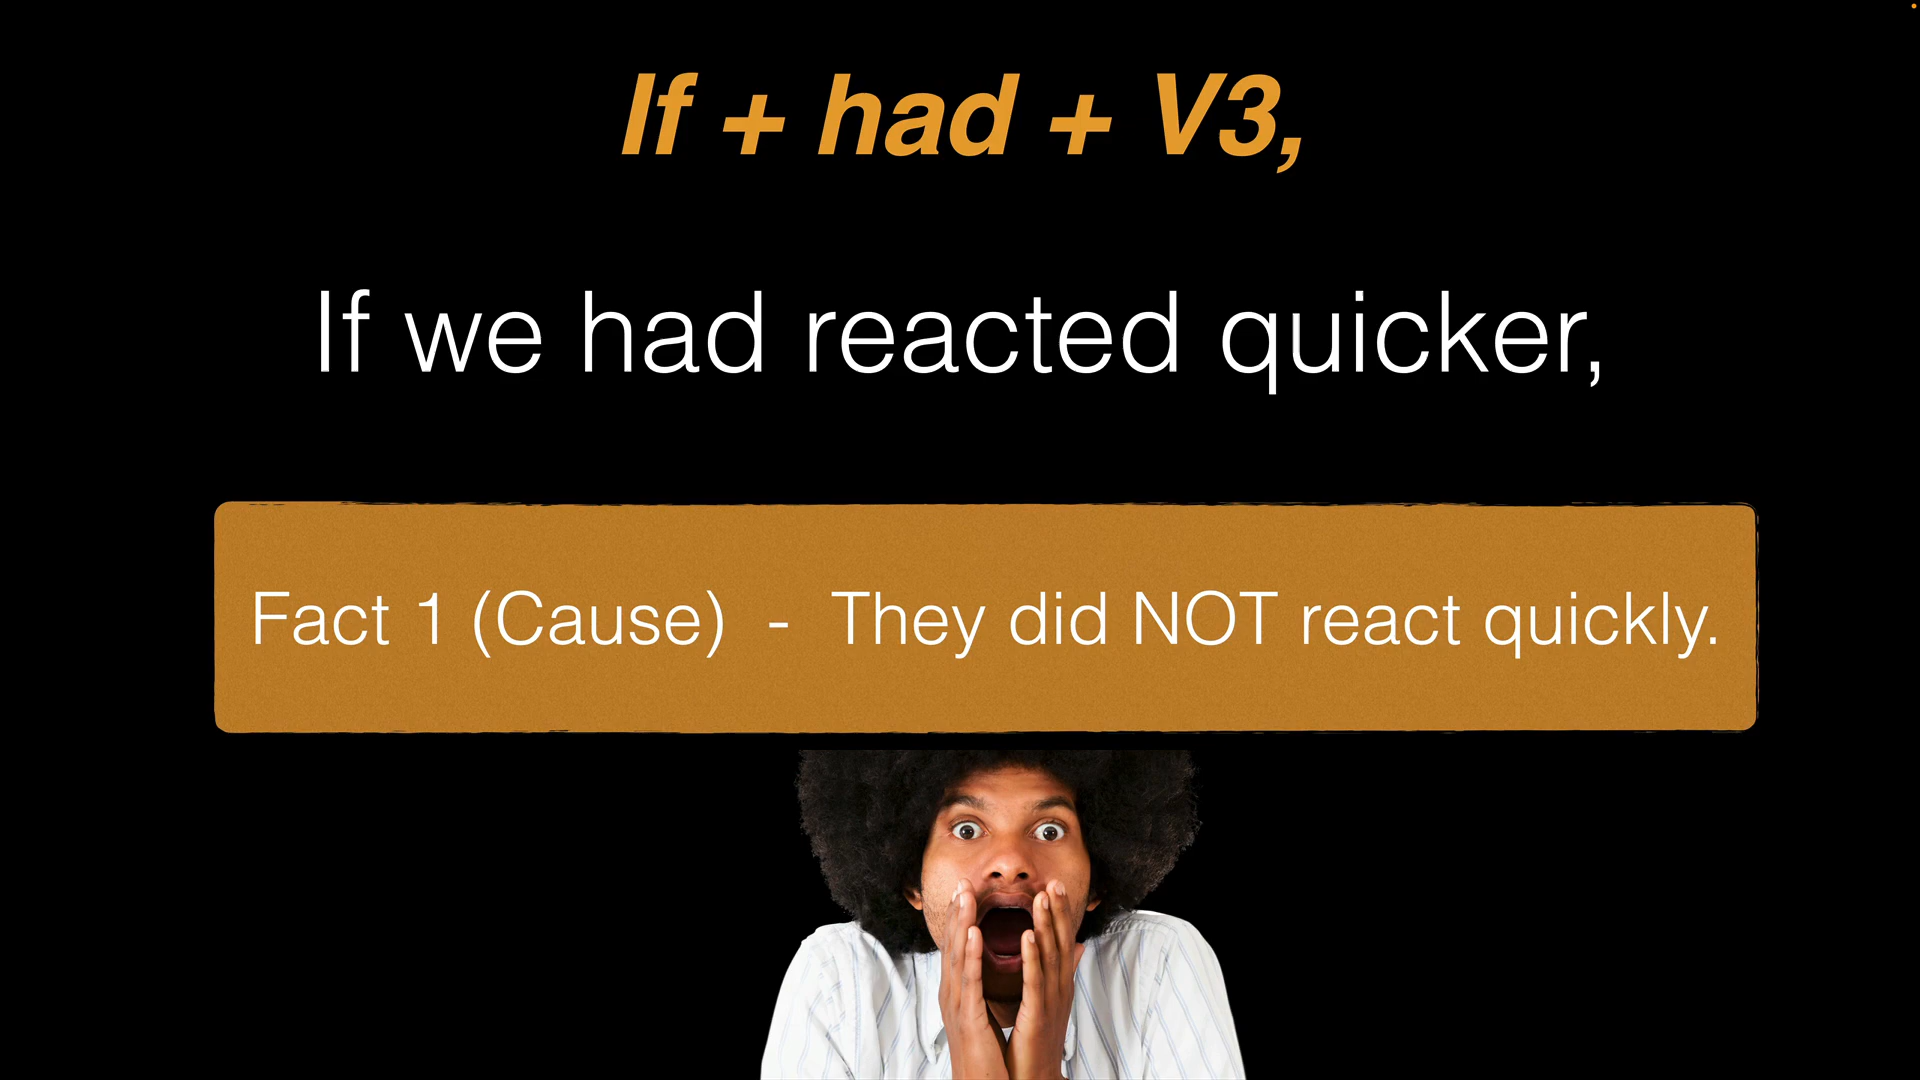 If + had + V3,
If we had reacted quicker,
Fact 1 (Cause) - They did NOT react quickly.